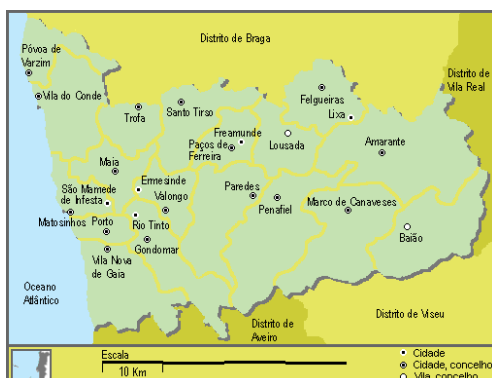 Distrito de Braga
Póvoa de
Varzim
Distrito de
Vila Real
Vila do Conde
Trofa
Santo Tirso
Felgueiras
Lixa
Freamunde
Paços de
Ferreira
Lousada
Amarante
Maia
Ermesinde
São Mamede
de Infesta
Valongo
Paredes
Penafiel
Marco de Canaveses
Matosinhos
Porto
Rio Tinto
Gondomar
Baião
Vila Nova
de Gaia
Oceano
Atlântico
Distrito de Viseu
Distrito de
Aveiro
Escala
10 Km
Cidade
Cidade, concelho
Vila, concelho